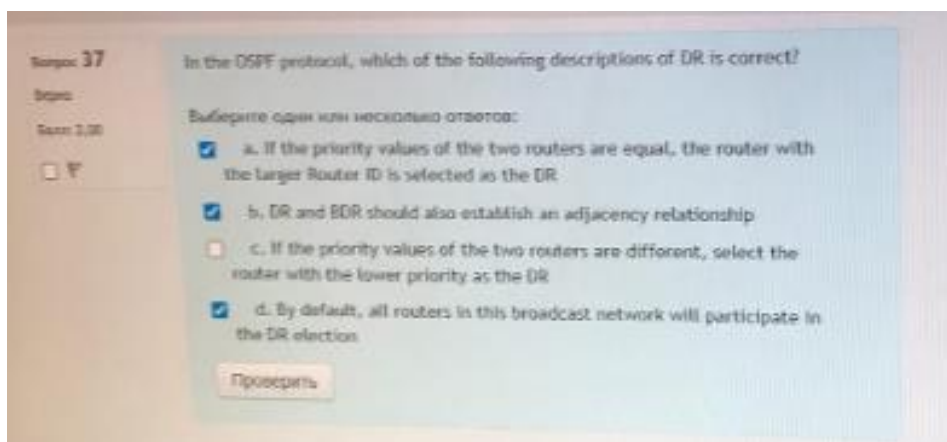 Вопрос 37
In the OSPF protocol, which of the following descriptions of DR is correct?
Верно
Выберите один или несколько ответов:
Балл: 2,00
a. If the priority values of the two routers are equal, the router with
the larger Router ID is selected as the DR
b. DR and BDR should also establish an adjacency relationship
c. If the priority values of the two routers are different, select the
router with the lower priority as the DR
d. By default, all routers in this broadcast network will participate in
the DR election
Проверить